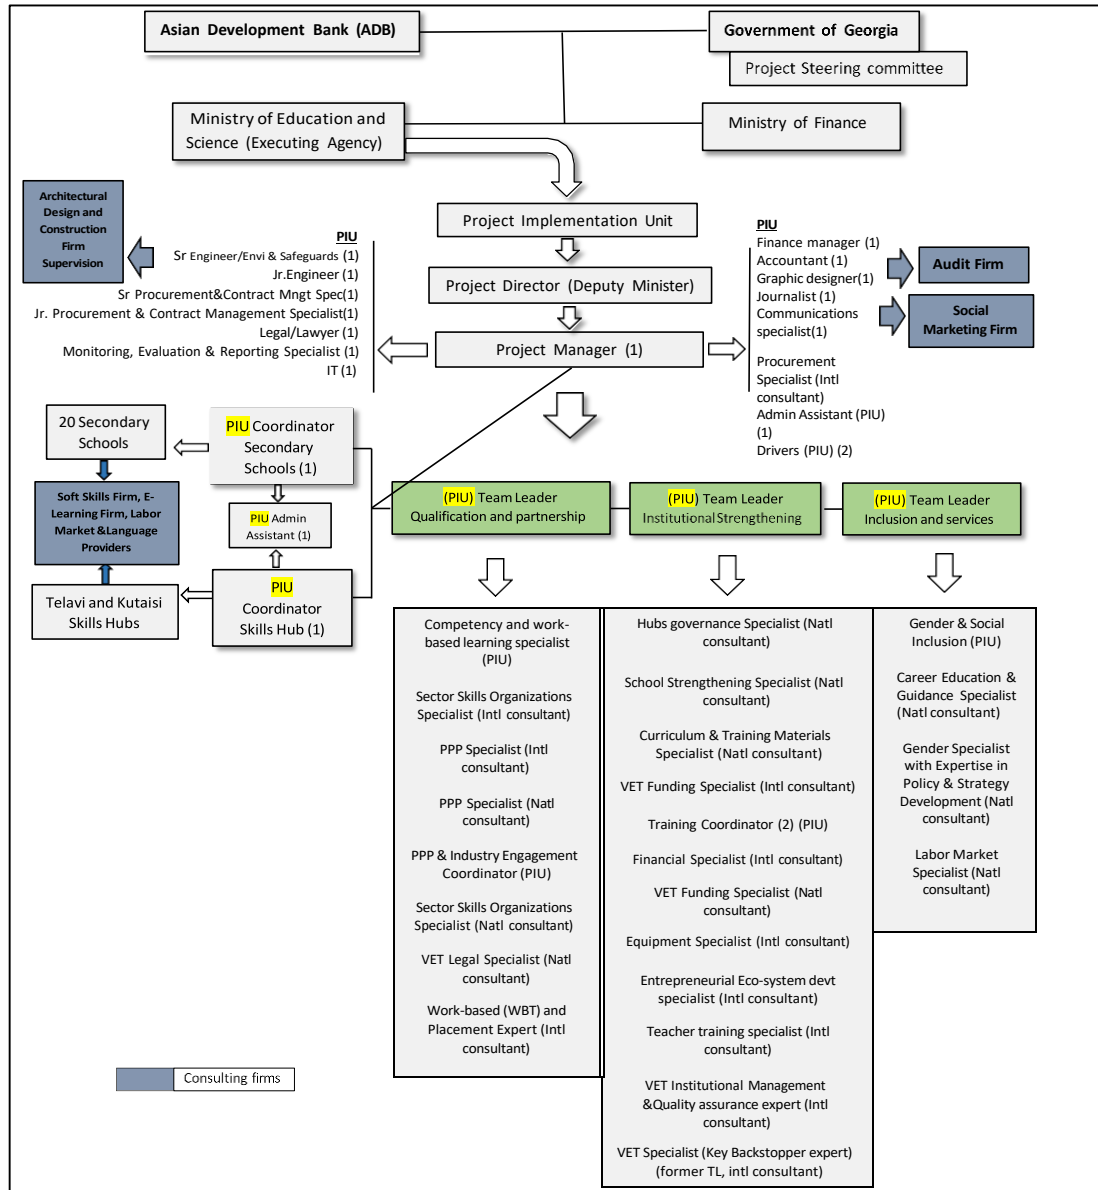 Asian Development Bank (ADB)
Government of Georgia
Project Steering committee
Ministry of Education and
Science (Executing Agency)
Ministry of Finance
Architectural
Design and
Construction
Firm
Supervision
Project Implementation Unit
Project Director (Deputy Minister)
Project Manager (1)
PIU
Sr Engineer/Envi & Safeguards (1)
Jr.Engineer (1)
Sr Procurement&Contract Mngt Spec(1)
Jr. Procurement & Contract Management Specialist(1)
Legal/Lawyer (1)
Monitoring, Evaluation & Reporting Specialist (1)
IT (1)
PIU
Finance manager (1)
Accountant (1)
Graphic designer(1)
Journalist (1)
Communications
specialist(1)
Procurement
Specialist (Intl
consultant)
Admin Assistant (PIU)
(1)
Drivers (PIU) (2)
Audit Firm
Social
Marketing Firm
20 Secondary
Schools
PIU Coordinator
Secondary
Schools (1)
Soft Skills Firm, E-
Learning Firm, Labor
Market &Language
Providers
PIU Admin
Assistant (1)
Telavi and Kutaisi
Skills Hubs
PIU
Coordinator
Skills Hub (1)
(PIU) Team Leader
Qualification and partnership
(PIU) Team Leader
Institutional Strengthening
(PIU) Team Leader
Inclusion and services
Competency and work-
based learning specialist
(PIU)
Sector Skills Organizations
Specialist (Intl consultant)
PPP Specialist (Intl
consultant)
PPP Specialist (Natl
consultant)
PPP & Industry Engagement
Coordinator (PIU)
Sector Skills Organizations
Specialist (Natl consultant)
VET Legal Specialist (Natl
consultant)
Work-based (WBT) and
Placement Expert (Intl
consultant)
Hubs governance Specialist (Natl
consultant)
School Strengthening Specialist (Natl
consultant)
Curriculum & Training Materials
Specialist (Natl consultant)
VET Funding Specialist (Intl consultant)
Training Coordinator (2) (PIU)
Financial Specialist (Intl consultant)
VET Funding Specialist (Natl
consultant)
Equipment Specialist (Intl consultant)
Entrepreneurial Eco-system devt
specialist (Intl consultant)
Teacher training specialist (Intl
consultant)
VET Institutional Management
&Quality assurance expert (Intl
consultant)
VET Specialist (Key Backstopper expert)
(former TL, intl consultant)
Gender & Social
Inclusion (PIU)
Career Education &
Guidance Specialist
(Natl consultant)
Gender Specialist
with Expertise in
Policy & Strategy
Development (Natl
consultant)
Labor Market
Specialist (Natl
consultant)
Consulting firms